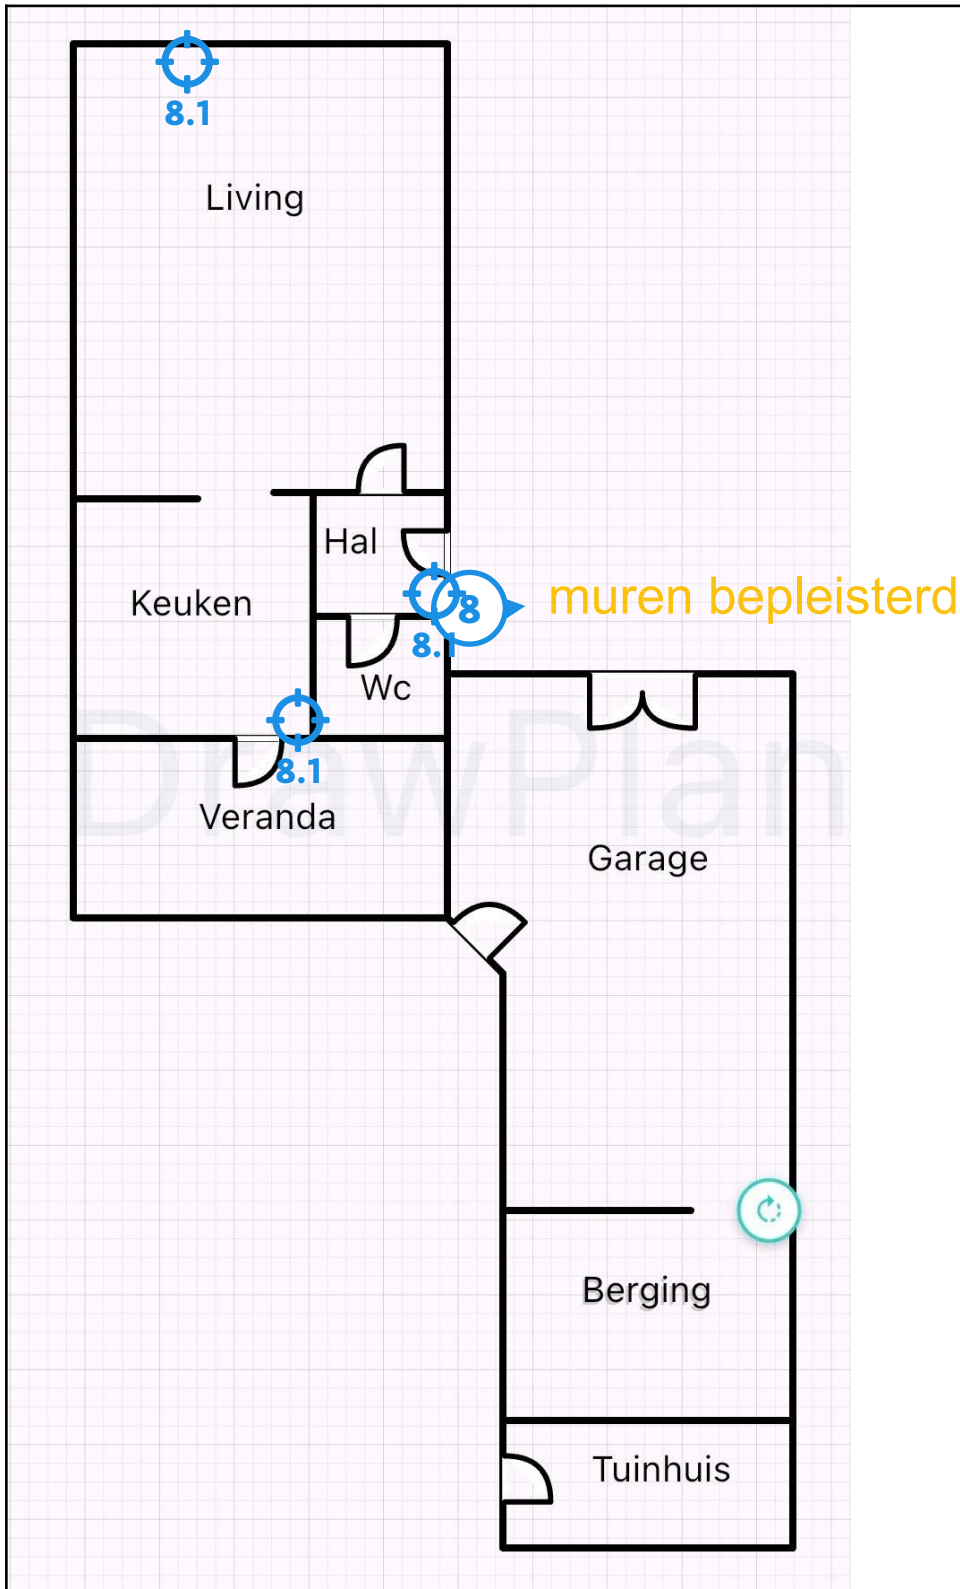 8.1
Living
Hal
Keuken
8
muren bepleisterd
8.1
Wc
8.1
DrawPlan
Veranda
Garage
Berging
Tuinhuis